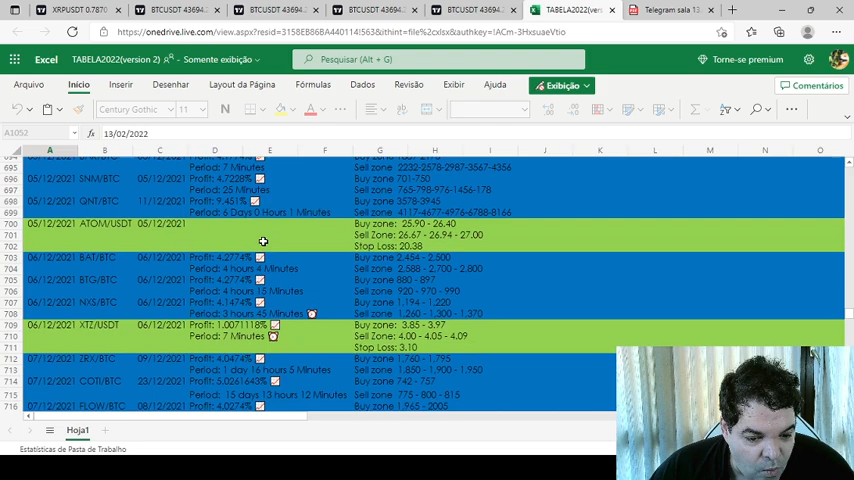 XRPUSDT 0.7870
BTCUSDT 43694.
BTCUSDT 43694.
BTCUSDT 43694.
BTCUSDT 43694.
TABELA2022(ver
Telegram sala 13
https://onedrive.live.com/view.aspx?resid=3158EB868A440114!563&ithint=file%2cxlsx&authkey=!ACm-3HxsuaeVtio
Excel
TABELA2022(version 2)
- Somente exibição
Pesquisar (Alt + G)
Torne-se premium
Arquivo
Início
Inserir
Desenhar
Layout da Página
Fórmulas
Dados
Revisão
Exibir
Ajuda
Exibição
Comentários
Century Gothic
11
N
A1052
fx
13/02/2022
A B C D E F G H I J K L M N O
695 Period: 7 Minutes Sell zone 2232-2578-2987-3567-4356
696 05/12/2021 SNM/BTC 05/12/2021 Profit: 4.7228% Buy zone 701-750
697 Period: 25 Minutes Sell zone 765-798-976-1456-178
698 05/12/2021 QNT/BTC 11/12/2021 Profit: 9.451% Buy zone 3578-3945
699 Period: 6 Days 0 Hours 1 Minutes Sell zone 4117-4677-4976-6788-8166
700 05/12/2021 ATOM/USDT 05/12/2021 Buy zone: 25.90 - 26.40
701 Sell Zone: 26.67 - 26.94 - 27.00
702 Stop Loss: 20.38
703 06/12/2021 BAT/BTC 06/12/2021 Profit: 4.2774% Buy zone 2,454 - 2,500
704 Period: 4 hours 4 Minutes Sell zone 2,588 - 2,700 - 2,800
705 06/12/2021 BTG/BTC 06/12/2021 Profit: 4.2774% Buy zone 880 - 897
706 Period: 4 hours 15 Minutes Sell zone 920 - 970 - 990
707 06/12/2021 NXS/BTC 06/12/2021 Profit: 4.1474% Buy zone 1,194 - 1,220
708 Period: 3 hours 45 Minutes Sell zone 1,260 - 1,300 - 1,370
709 06/12/2021 XTZ/USDT 06/12/2021 Profit: 1.0071118% Buy zone: 3.85 - 3.97
710 Period: 7 Minutes Sell Zone: 4.00 - 4.05 - 4.09
711 Stop Loss: 3.10
712 07/12/2021 ZRX/BTC 09/12/2021 Profit: 4.0474% Buy zone 1,760 - 1,795
713 Period: 1 day 16 hours 5 Minutes Sell zone 1,850 - 1,900 - 1,950
714 07/12/2021 COTI/BTC 23/12/2021 Profit: 5.0261643% Buy zone 742 - 757
715 Period: 15 days 13 hours 12 Minutes Sell zone 775 - 800 - 815
716 07/12/2021 FLOW/BTC 08/12/2021 Profit: 4.0274% Buy zone 1,965 - 2005
Hoja1
Estatísticas de Pasta de Trabalho